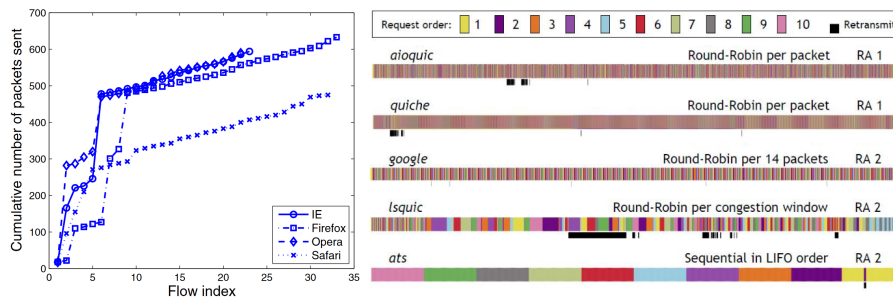 Cumulative number of packets sent
700
600
500
400
300
200
100
0
0 5 10 15 20 25 30 35
Flow index
IE
Firefox
Opera
Safari
Request order: 1 2 3 4 5 6 7 8 9 10 Retransmit
aioquic Round-Robin per packet RA 1
quiche Round-Robin per packet RA 1
google Round-Robin per 14 packets RA 2
lsquic Round-Robin per congestion window RA 2
ats Sequential in LIFO order RA 2